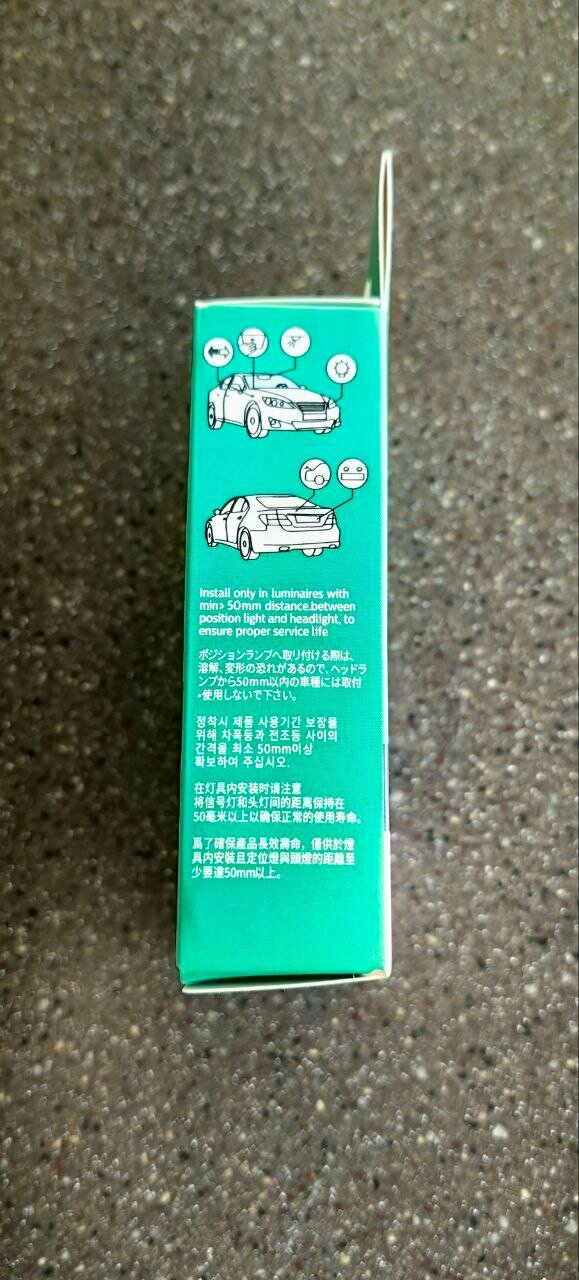 Install only in luminaires with
min> 50mm distance.between
position light and headlight, to
ensure proper service life
ポジションランプへ取り付ける際は、
溶解、変形の恐れがあるので、ヘッドラ
ンプから50mm以内の車種には取付
・使用しないで下さい。
정착시 제품 사용기간 보장을
위해 차폭등과 전조등 사이의
간격을 최소 50mm이상
확보하여 주십시오.
在灯具内安装时请注意
将信号灯和头灯间的距离保持在
50毫米以上以确保正常的使用寿命。
爲了確保產品長效壽命，僅供於燈
具内安裝且定位燈與頭燈的距離至
少要達50mm以上。